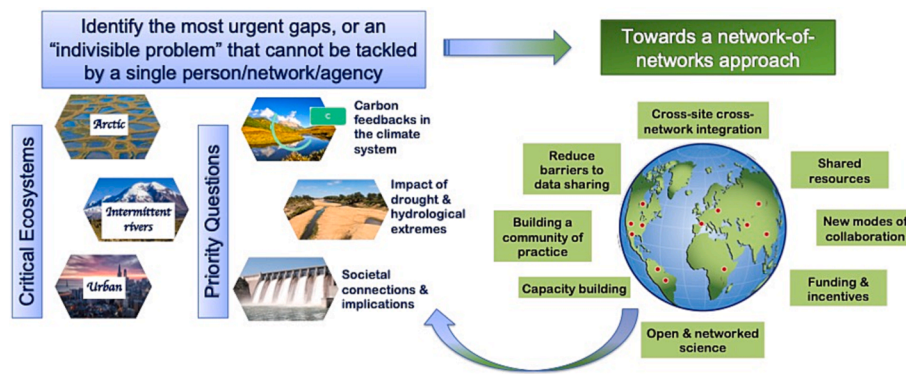 Identify the most urgent gaps, or an
"indivisible problem" that cannot be tackled
by a single person/network/agency
Towards a network-of-
networks approach
Critical Ecosystems
Arctic
Intermittent
rivers
Urban
Priority Questions
C
Carbon
feedbacks in
the climate
system
Impact of
drought &
hydrological
extremes
Societal
connections &
implications
Cross-site cross-
network integration
Reduce
barriers to
data sharing
Shared
resources
Building a
community of
practice
New modes of
collaboration
Capacity building
Funding &
incentives
Open & networked
science